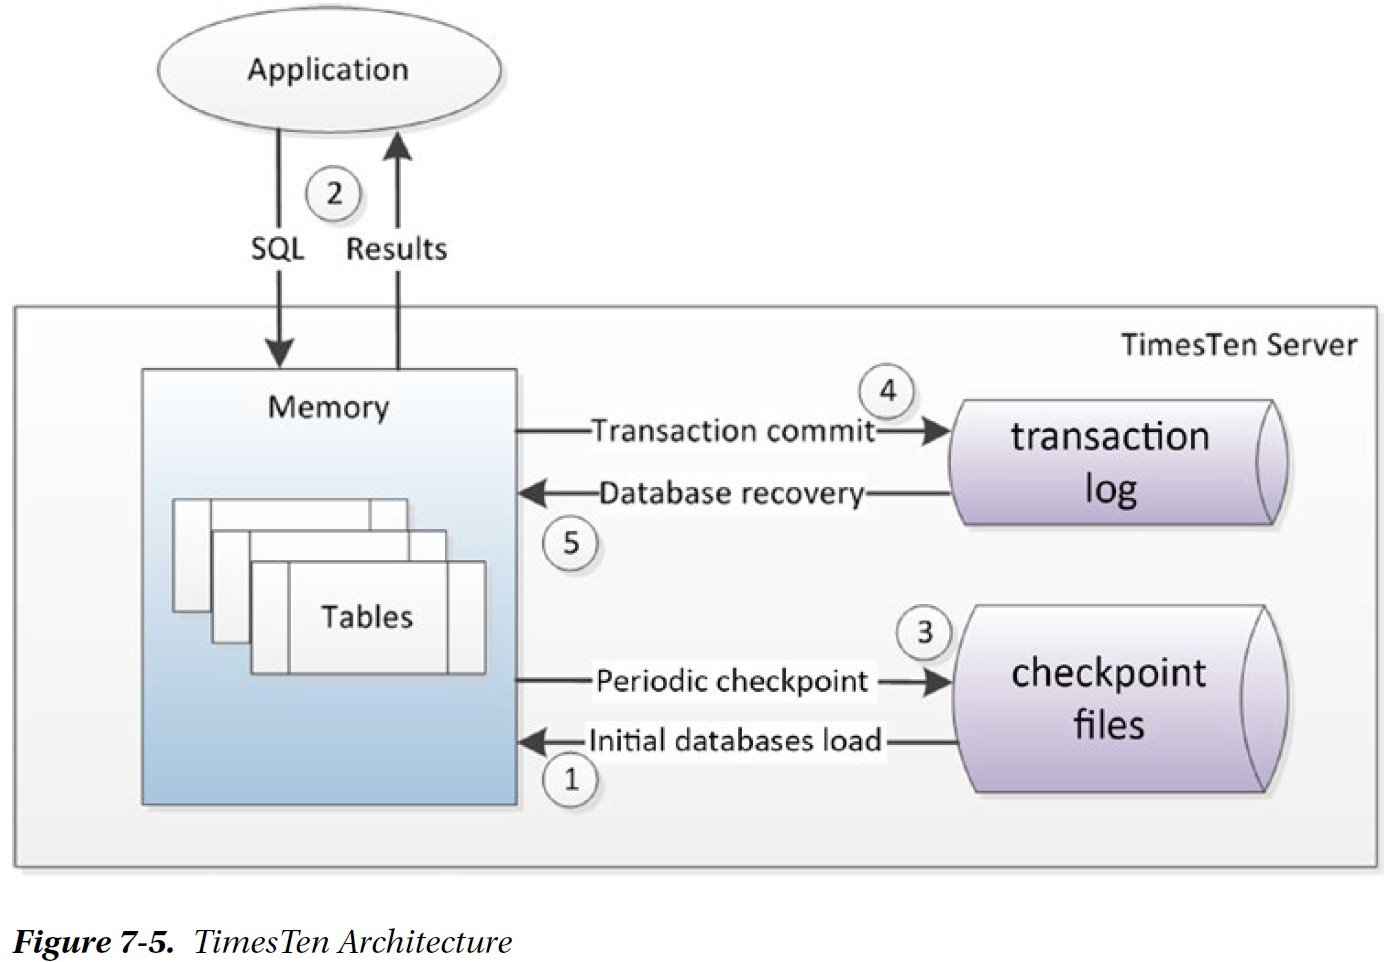 Application
2
SQL
Results
TimesTen Server
Memory
4
Transaction commit
transaction
log
Database recovery
5
Tables
3
Periodic checkpoint
checkpoint
files
Initial databases load
1
Figure 7-5. TimesTen Architecture